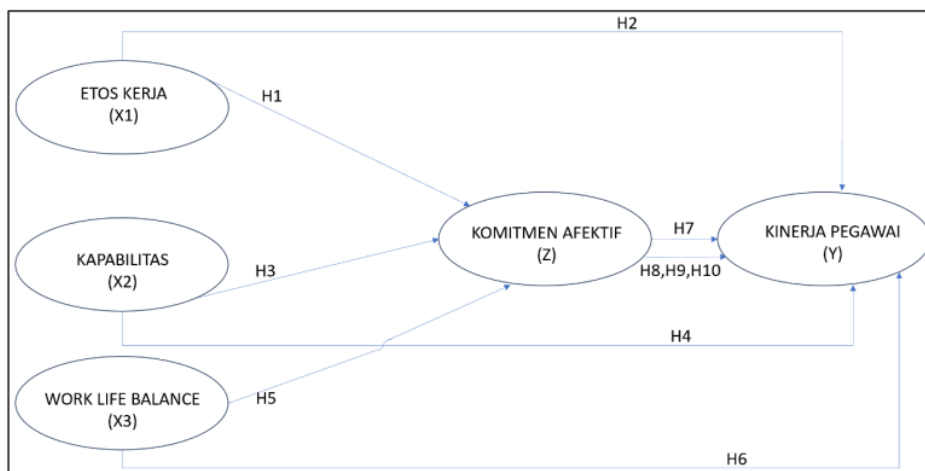 H2
ETOS KERJA
(X1)
H1
KOMITMEN AFEKTIF
(Z)
H7
H8,H9,H10
KINERJA PEGAWAI
(Y)
KAPABILITAS
(X2)
H3
H4
WORK LIFE BALANCE
(X3)
H5
H6